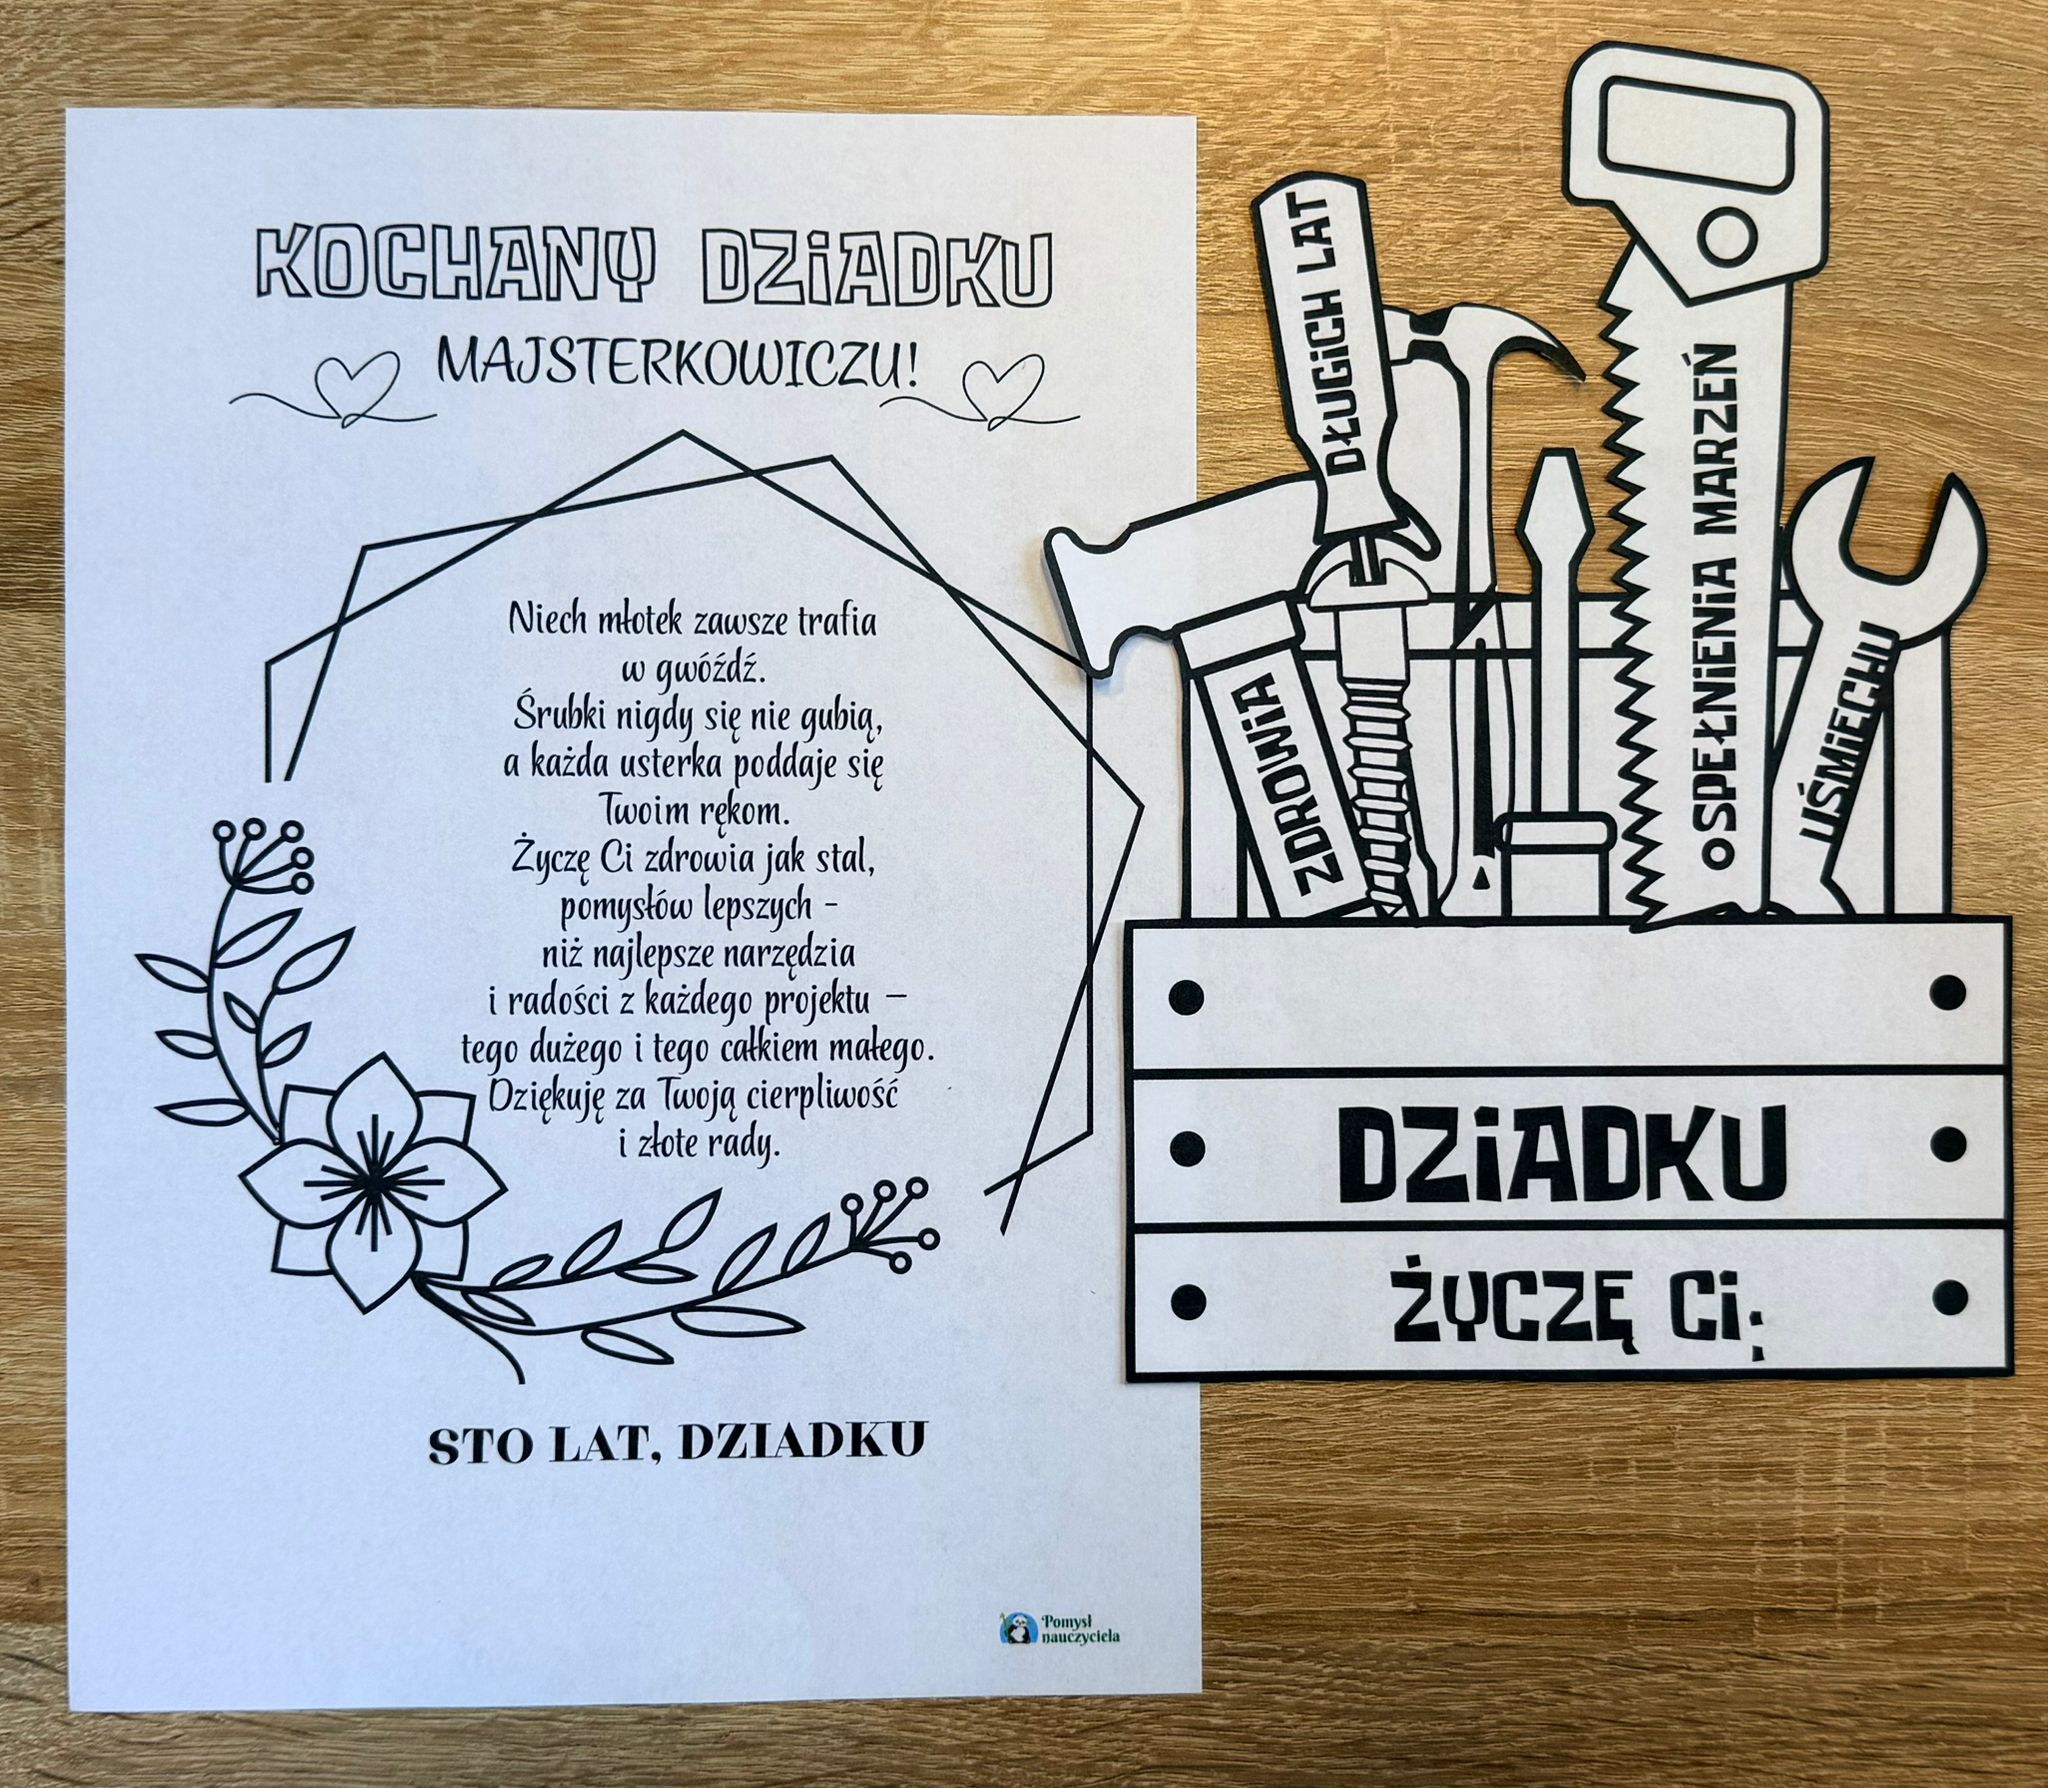 KOCHANY DZIADKU
MAJSTERKOWICZU!
Niech młotek zawsze trafia
w gwóźdź.
Śrubki nigdy się nie gubią,
a każda usterka poddaje się
Twoim rękom.
Życzę Ci zdrowia jak stal,
pomysłów lepszych -
niż najlepsze narzędzia
i radości z każdego projektu –
tego dużego i tego całkiem małego.
Dziękuję za Twoją cierpliwość
i złote rady.
STO LAT, DZIADKU
Pomysł
nauczyciela
DŁUGICH LAT
ZDROWIA
SPEŁNIENIA MARZEŃ
UŚMIECHU
DZIADKU
ŻYCZĘ CI;